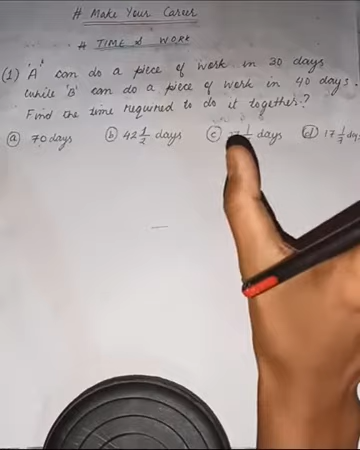 # Make Your Career
# TIME & WORK
(1) 'A' can do a piece of work in 30 days
while 'B' can do a piece of work in 40 days.
Find the time required to do it together?
(a) 70 days (b) 42 1/2 days (c) days (d) 17 1/7